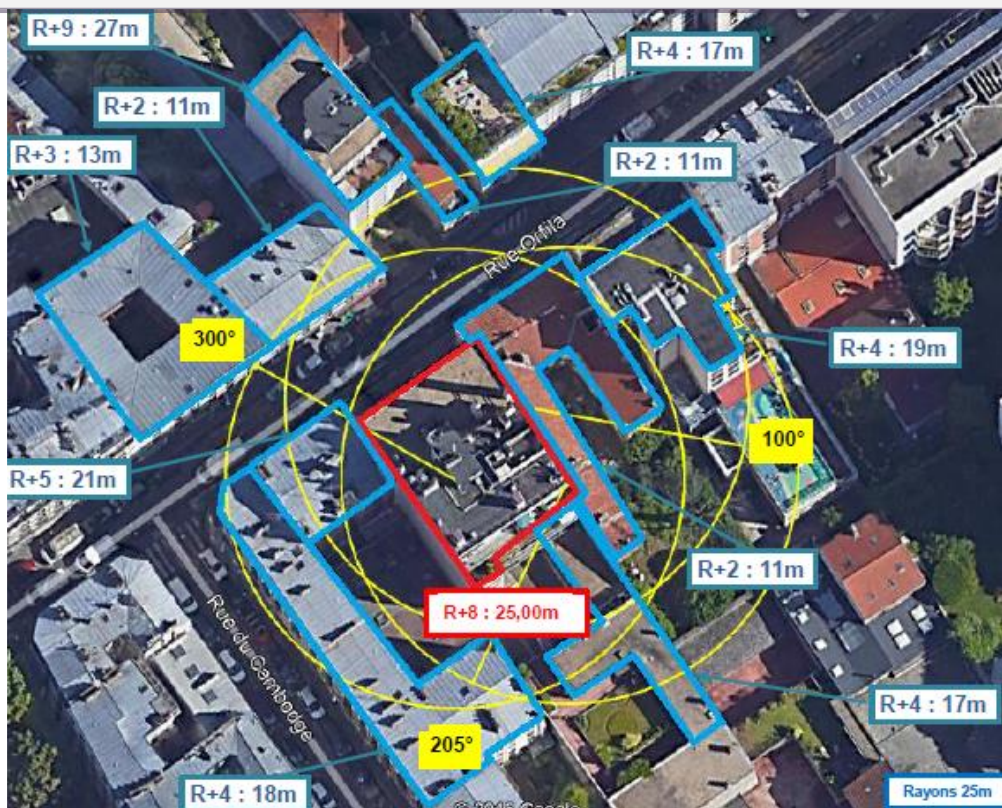 R+9 : 27m
R+4 : 17m
R+2 : 11m
R+3 : 13m
R+2 : 11m
Rue Orfila
300°
R+4 : 19m
100°
R+5 : 21m
R+2 : 11m
R+8 : 25,00m
Rue du Cambodge
R+4 : 17m
205°
R+4 : 18m
Rayons 25m